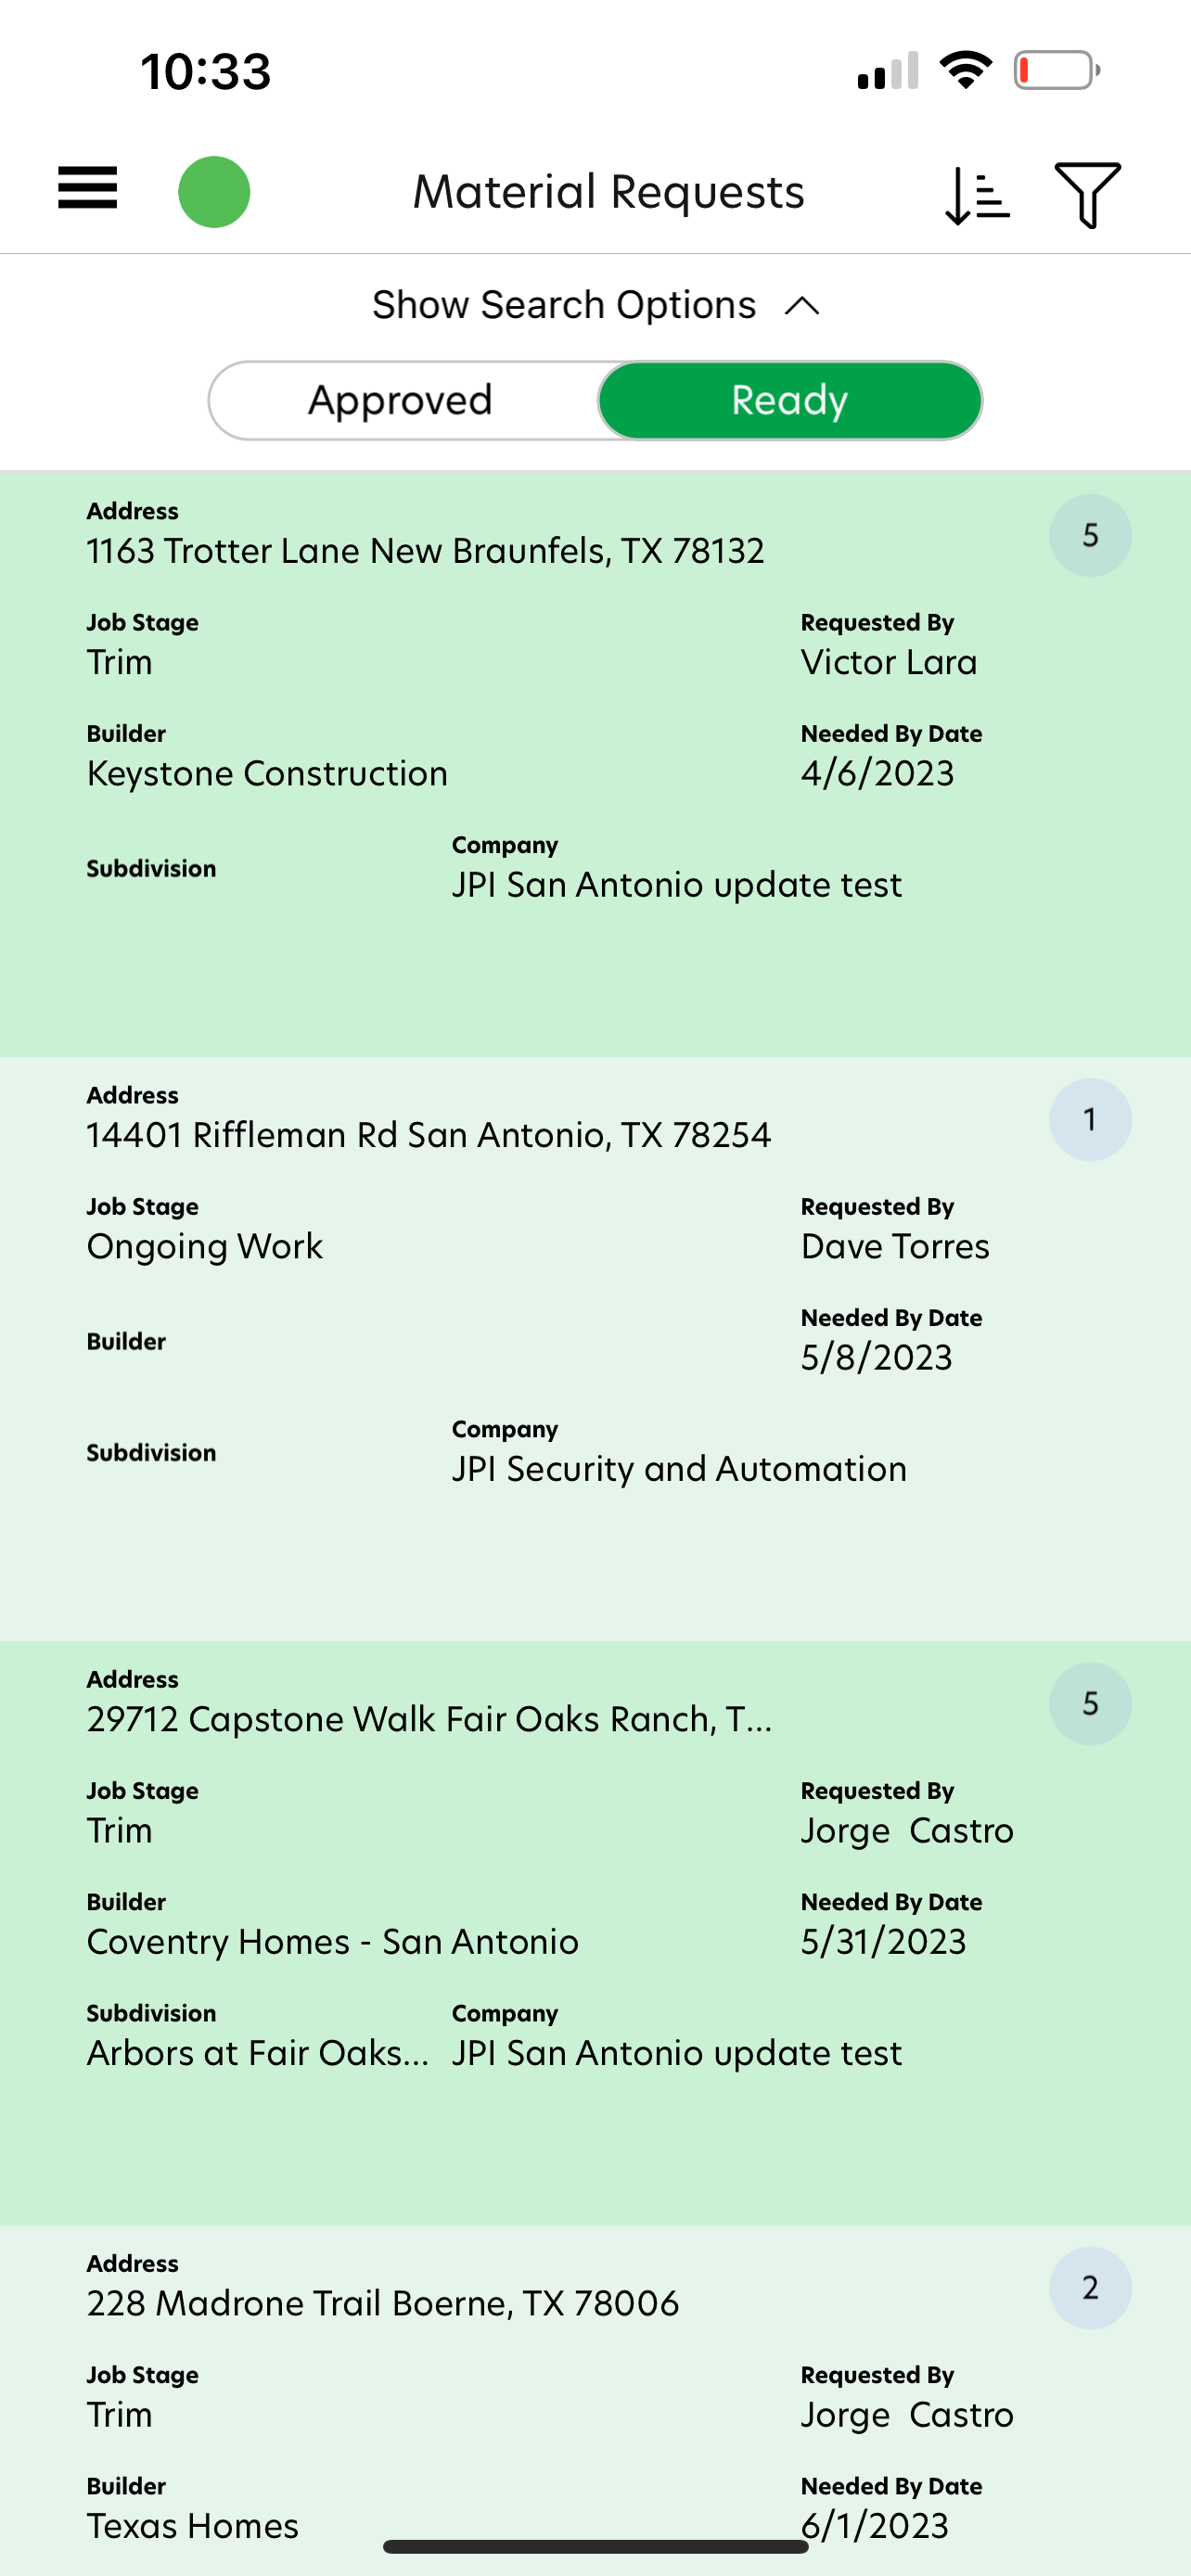 10:33
Material Requests
Show Search Options
Approved Ready
Address
1163 Trotter Lane New Braunfels, TX 78132
5
Job Stage Requested By
Trim Victor Lara
Builder Needed By Date
Keystone Construction 4/6/2023
Subdivision
Company
JPI San Antonio update test
Address
14401 Riffleman Rd San Antonio, TX 78254
1
Job Stage Requested By
Ongoing Work Dave Torres
Builder
Needed By Date
5/8/2023
Subdivision
Company
JPI Security and Automation
Address
29712 Capstone Walk Fair Oaks Ranch, T...
5
Job Stage Requested By
Trim Jorge  Castro
Builder Needed By Date
Coventry Homes - San Antonio 5/31/2023
Subdivision Company
Arbors at Fair Oaks... JPI San Antonio update test
Address
228 Madrone Trail Boerne, TX 78006
2
Job Stage Requested By
Trim Jorge  Castro
Builder Needed By Date
Texas Homes 6/1/2023